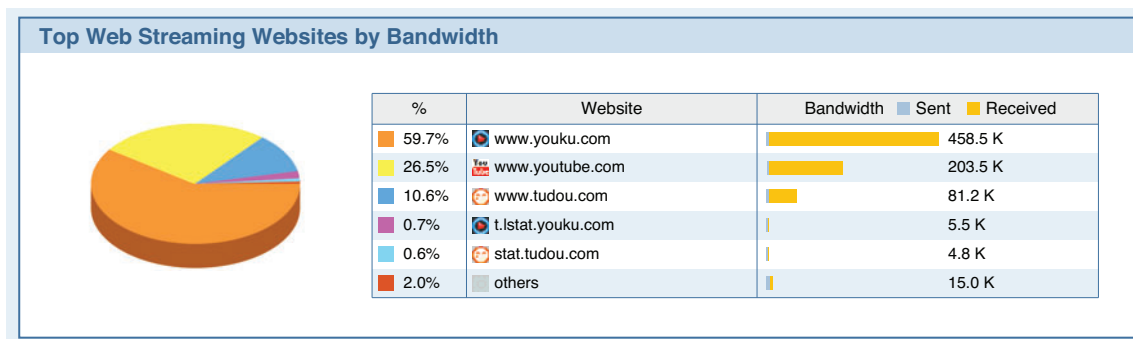 Top Web Streaming Websites by Bandwidth
% Website Bandwidth Sent Received
59.7% www.youku.com 458.5 K
26.5% You Tube www.youtube.com 203.5 K
10.6% www.tudou.com 81.2 K
0.7% t.lstat.youku.com 5.5 K
0.6% stat.tudou.com 4.8 K
2.0% others 15.0 K